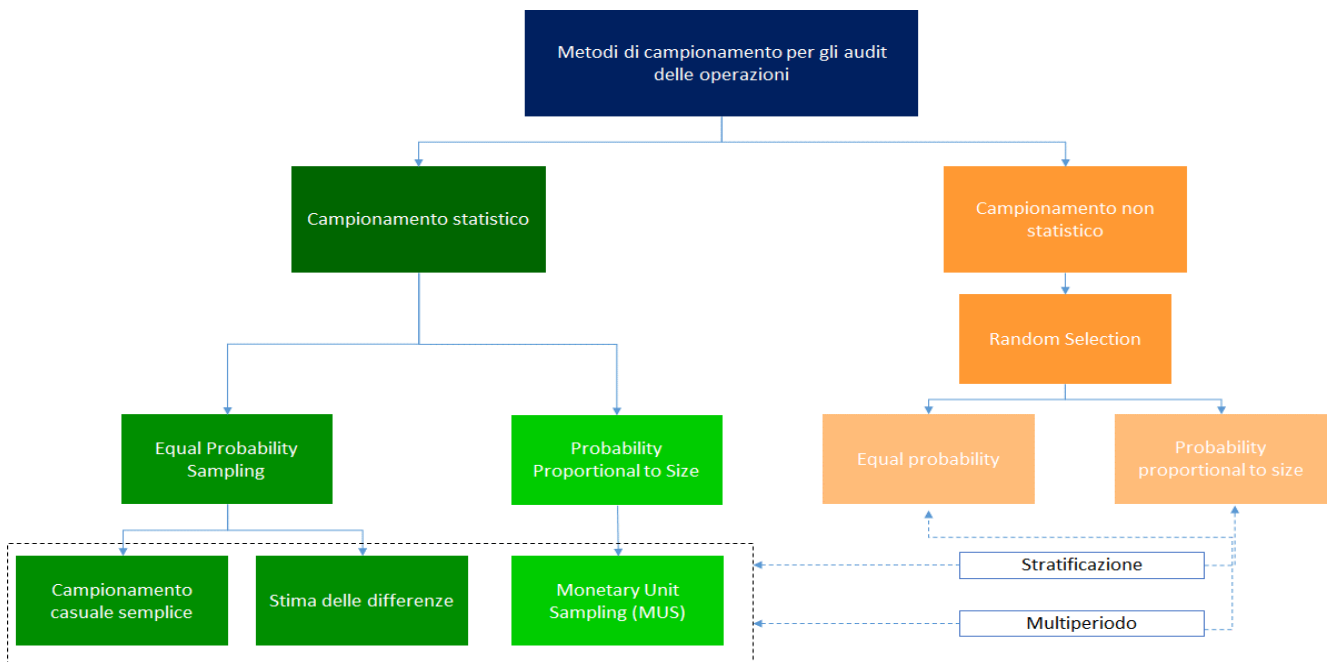 Metodi di campionamento per gli audit
delle operazioni
Campionamento statistico
Campionamento non
statistico
Random Selection
Equal Probability
Sampling
Probability
Proportional to Size
Equal probability
Probability
proportional to size
Campionamento
casuale semplice
Stima delle differenze
Monetary Unit
Sampling (MUS)
Stratificazione
Multiperiodo